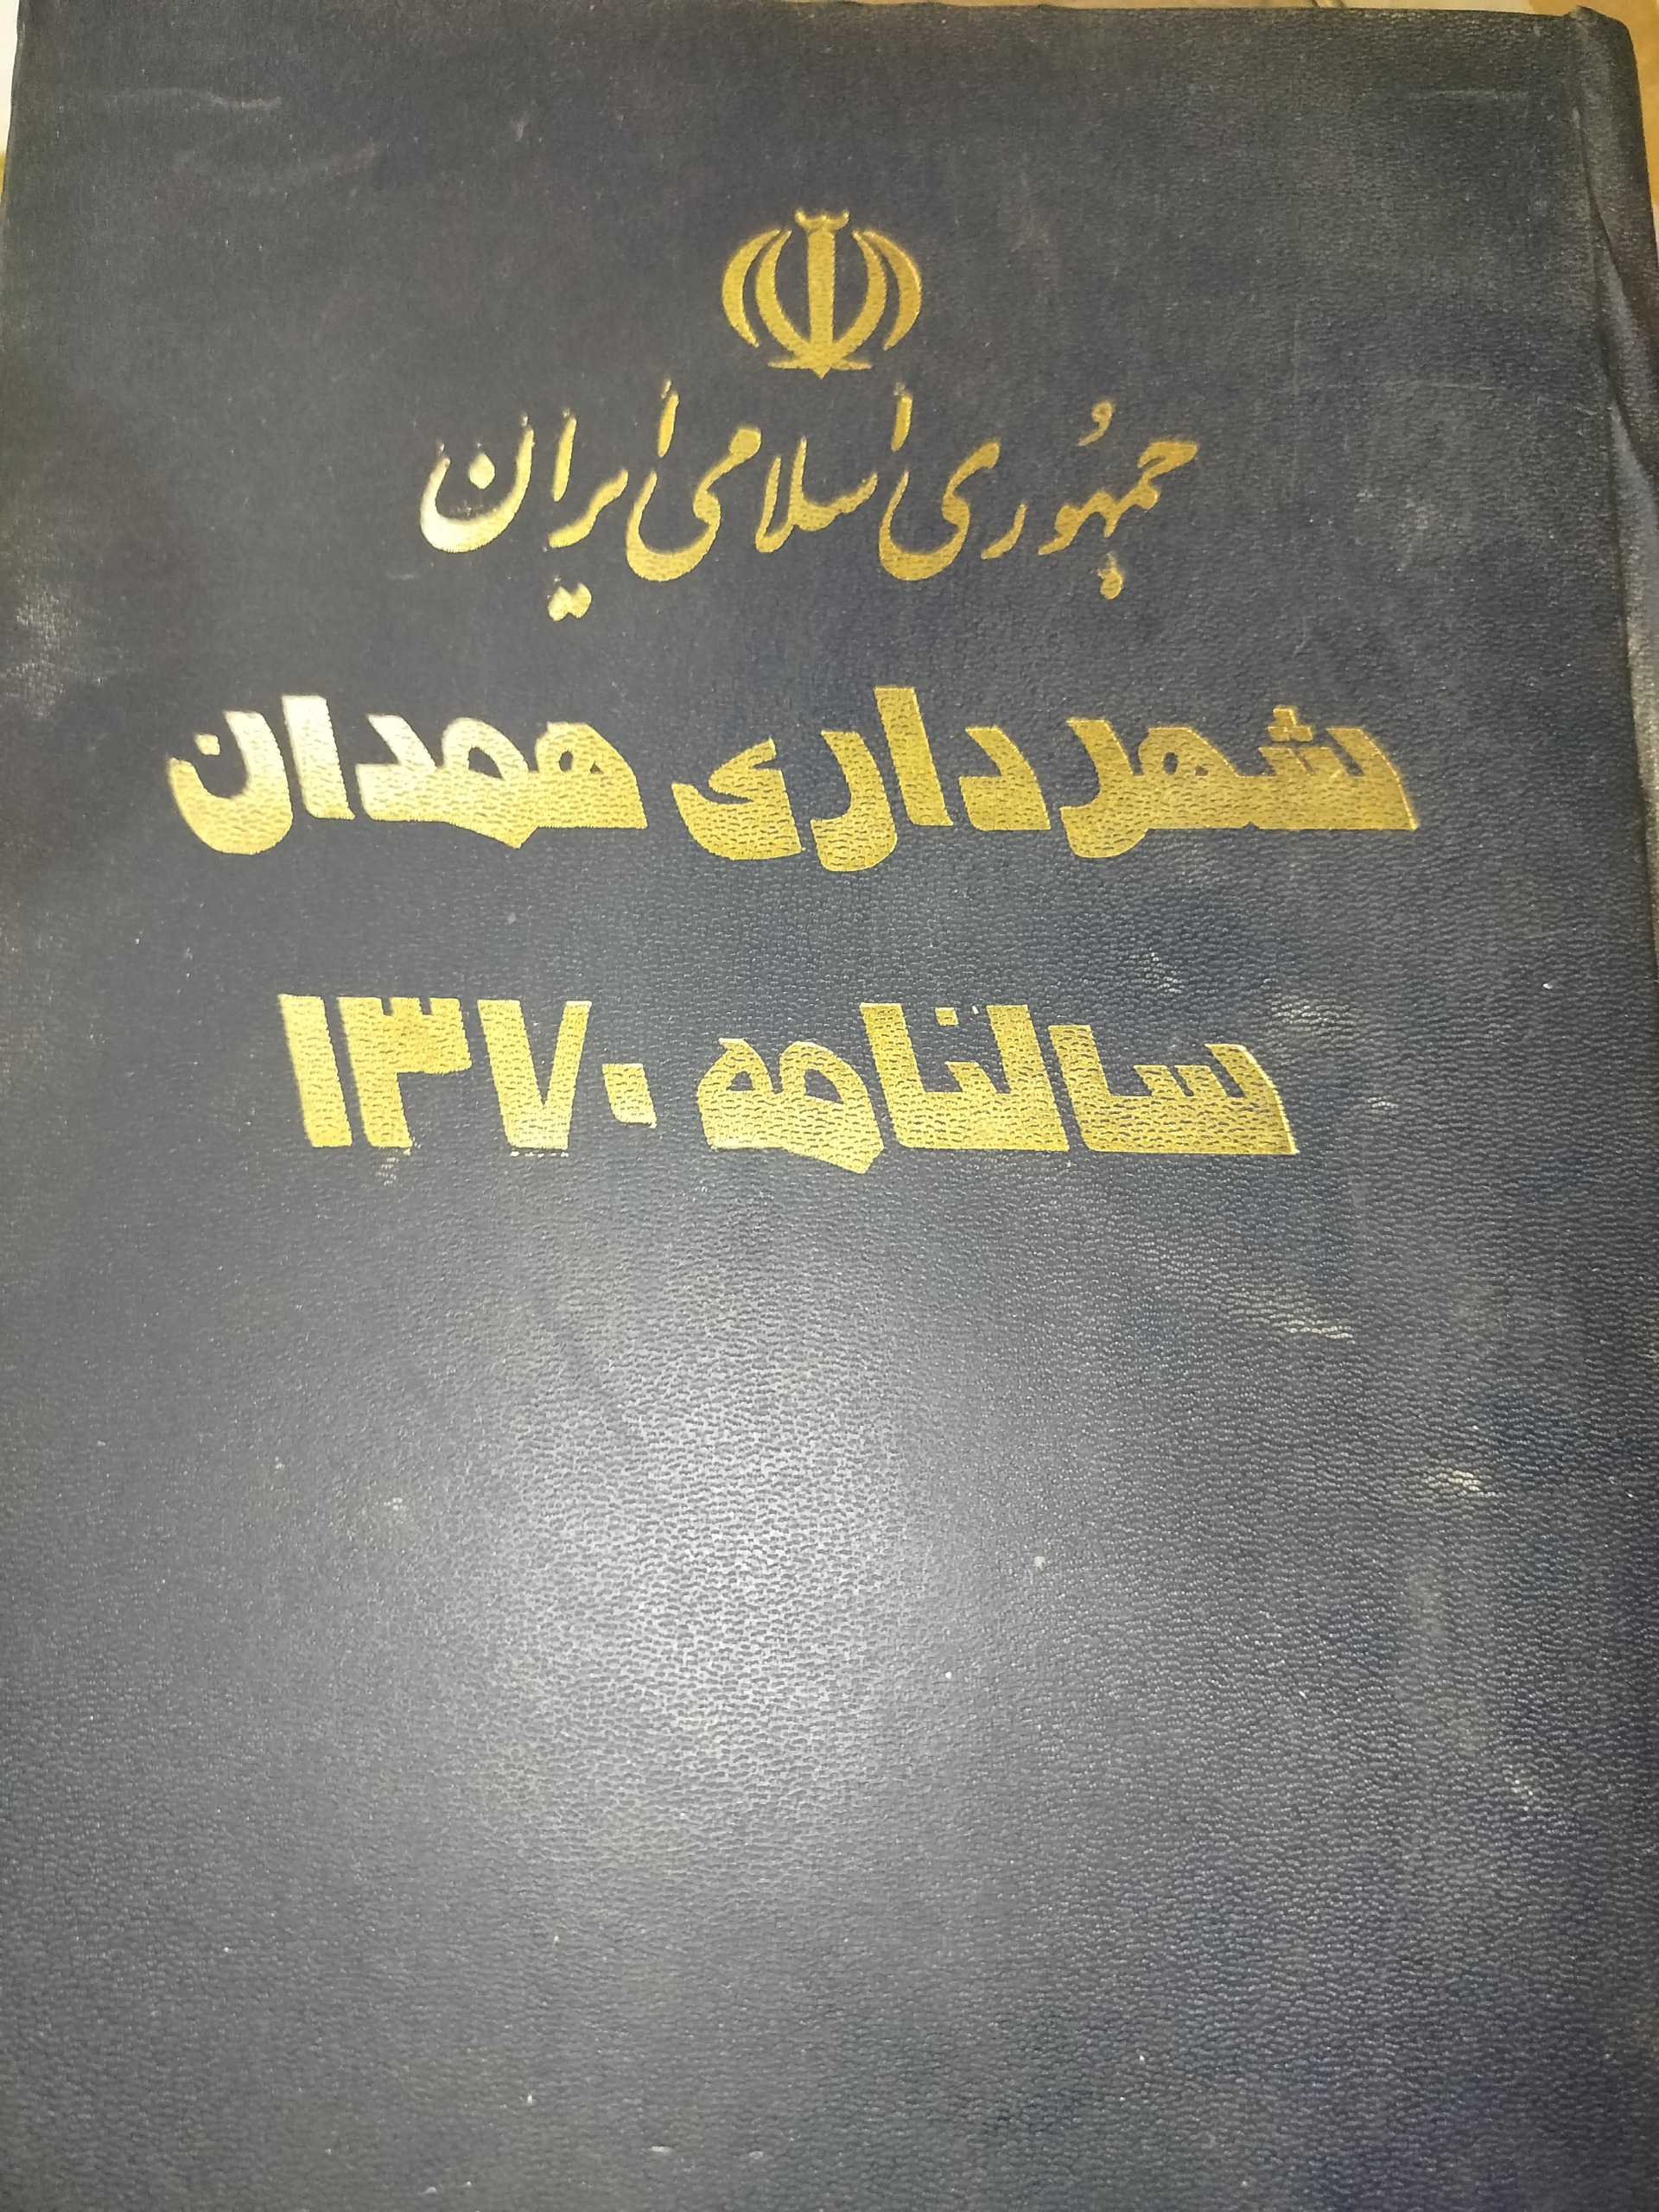 جمهوری اسلامی ایران
شهرداری همدان
سالنامه ۱۳۷۰